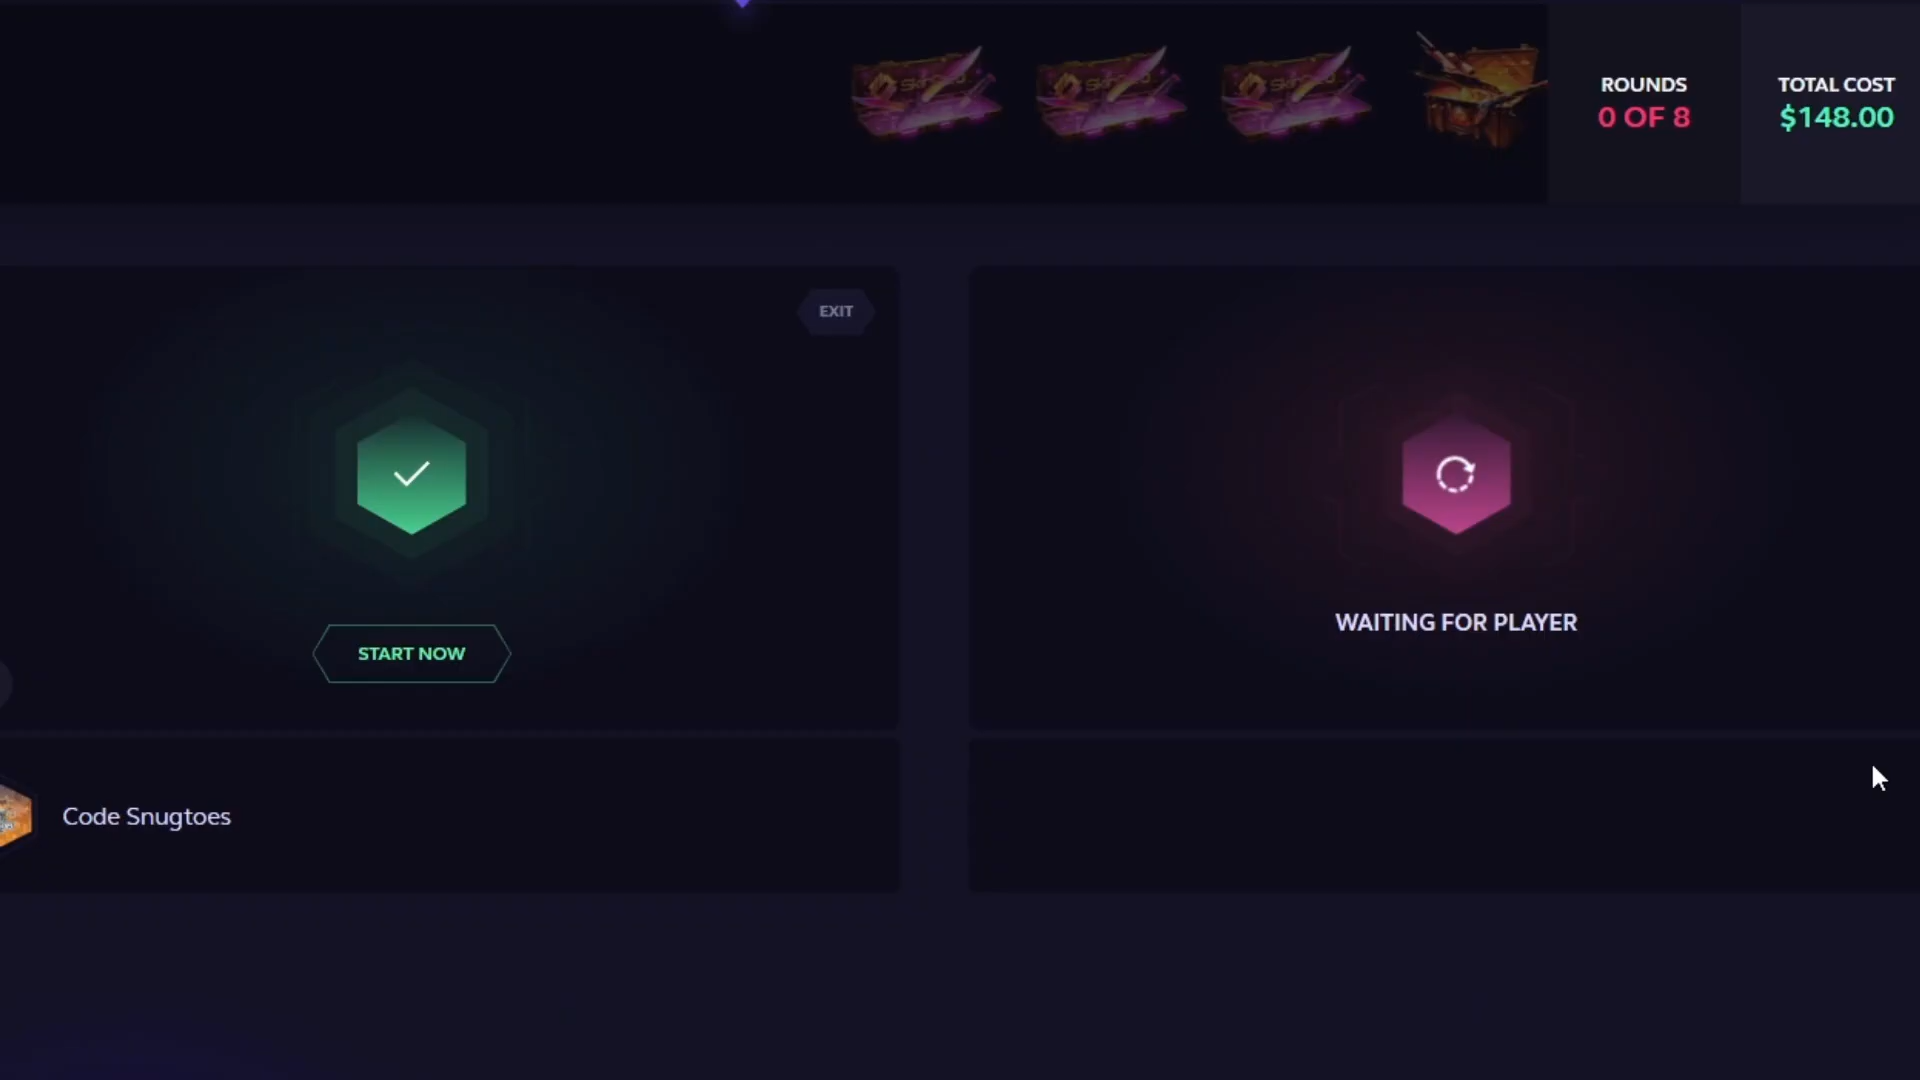 ROUNDS
0 OF 8
TOTAL COST
$148.00
EXIT
START NOW
WAITING FOR PLAYER
Code Snugtoes